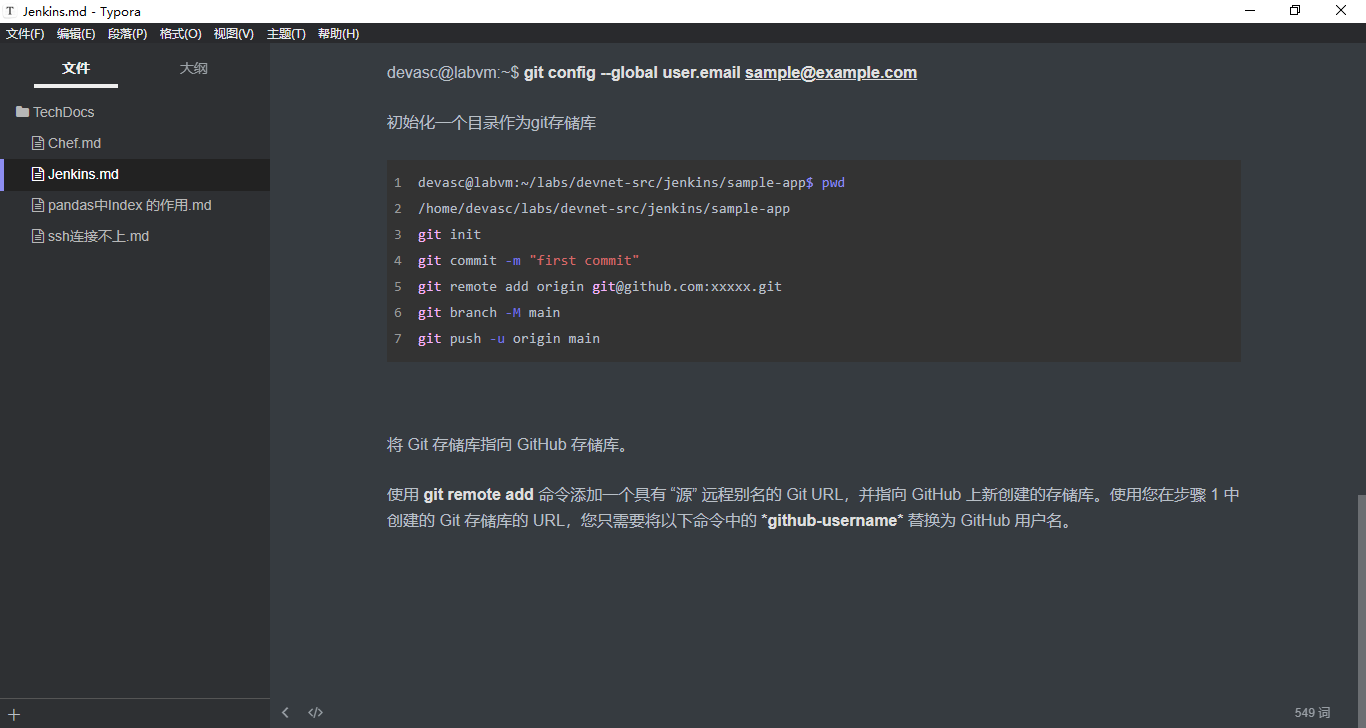 T Jenkins.md - Typora
文件(F) 编辑(E) 段落(P) 格式(O) 视图(V) 主题(T) 帮助(H)
文件 大纲
TechDocs
Chef.md
Jenkins.md
pandas中Index 的作用.md
ssh连接不上.md
devasc@labvm:~$ git config --global user.email sample@example.com
初始化一个目录作为git存储库
1 devasc@labvm:~/labs/devnet-src/jenkins/sample-app$ pwd
2 /home/devasc/labs/devnet-src/jenkins/sample-app
3 git init
4 git commit -m "first commit"
5 git remote add origin git@github.com:xxxxx.git
6 git branch -M main
7 git push -u origin main
将 Git 存储库指向 GitHub 存储库。
使用 git remote add 命令添加一个具有 “源” 远程别名的 Git URL，并指向 GitHub 上新创建的存储库。使用您在步骤 1 中
创建的 Git 存储库的 URL，您只需要将以下命令中的 *github-username* 替换为 GitHub 用户名。
549 词